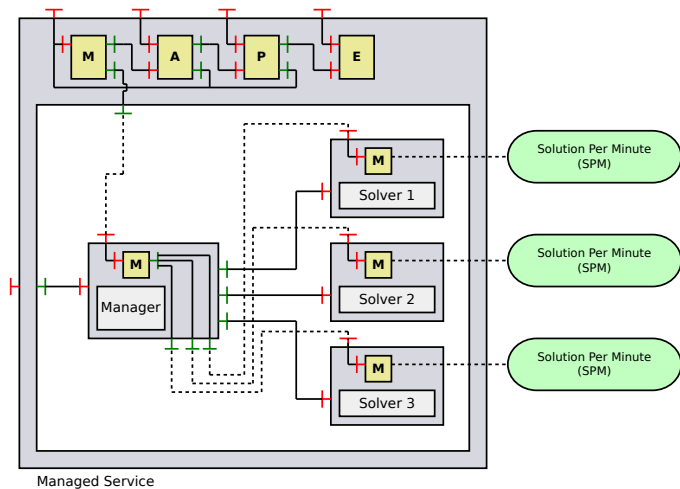 M
A
P
E
M
Solver 1
Solution Per Minute
(SPM)
M
Manager
M
Solver 2
Solution Per Minute
(SPM)
M
Solver 3
Solution Per Minute
(SPM)
Managed Service